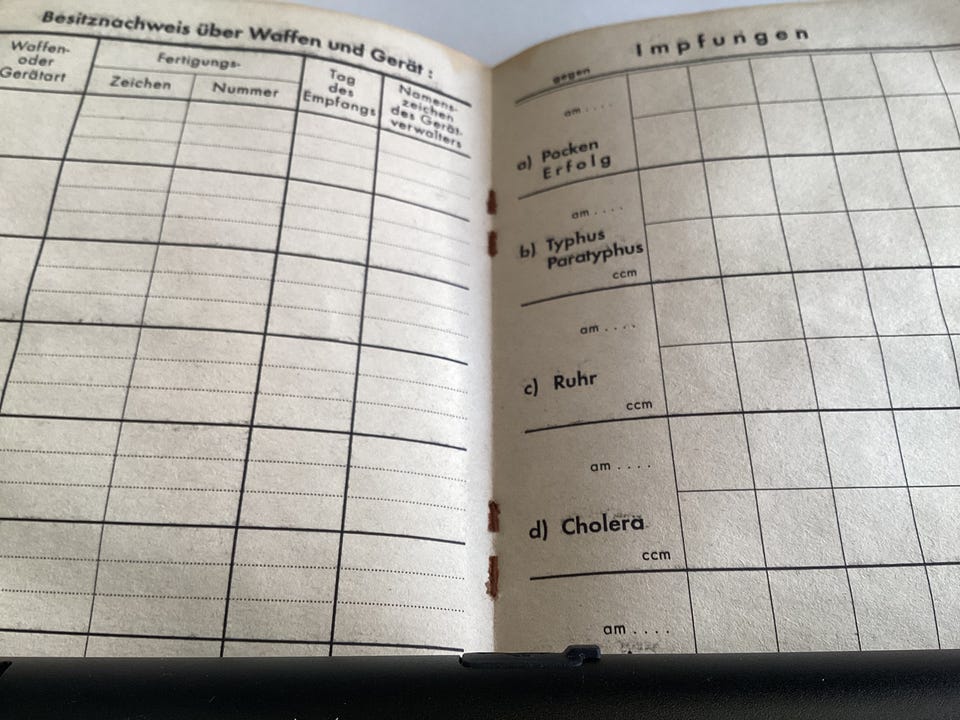 Besitznachweis über Waffen und Gerät:
Waffen-
oder
Gerätart
Fertigungs-
Zeichen
Nummer
Tag
des
Empfangs
Namens-
zeichen
des Gerät-
verwalters
Impfungen
gegen
am ....
a) Pocken
Erfolg
am ....
b) Typhus
Paratyphus
ccm
am ....
c) Ruhr
ccm
am ....
d) Cholera
ccm
am ....